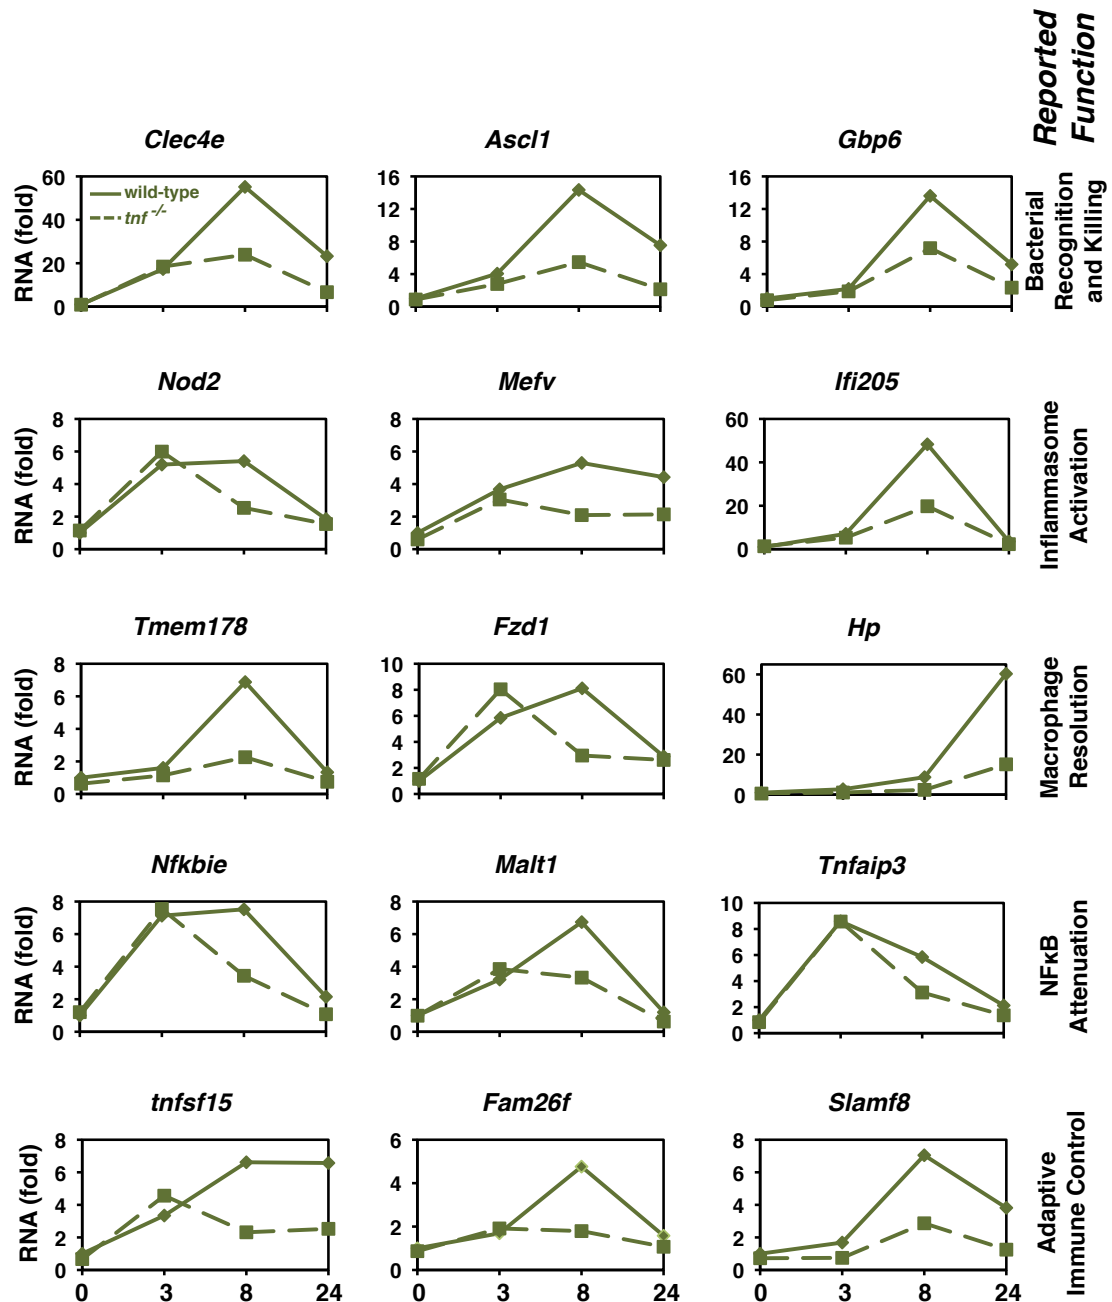 Reported
Function
Clec4e
Ascl1
Gbp6
RNA (fold)
60
40
20
0
wild-type
tnf -/-
16
12
8
4
0
16
12
8
4
0
Bacterial
Recognition
and Killing
Nod2
Mefv
Ifi205
RNA (fold)
8
6
4
2
0
8
6
4
2
0
60
40
20
0
Inflammasome
Activation
Tmem178
Fzd1
Hp
RNA (fold)
8
6
4
2
0
10
8
6
4
2
0
60
40
20
0
Macrophage
Resolution
Nfkbie
Malt1
Tnfaip3
RNA (fold)
8
6
4
2
0
8
6
4
2
0
10
8
6
4
2
0
NFκB
Attenuation
tnfsf15
Fam26f
Slamf8
RNA (fold)
8
6
4
2
0
6
4
2
0
8
6
4
2
0
Adaptive
Immune Control
0 3 8 24
0 3 8 24
0 3 8 24